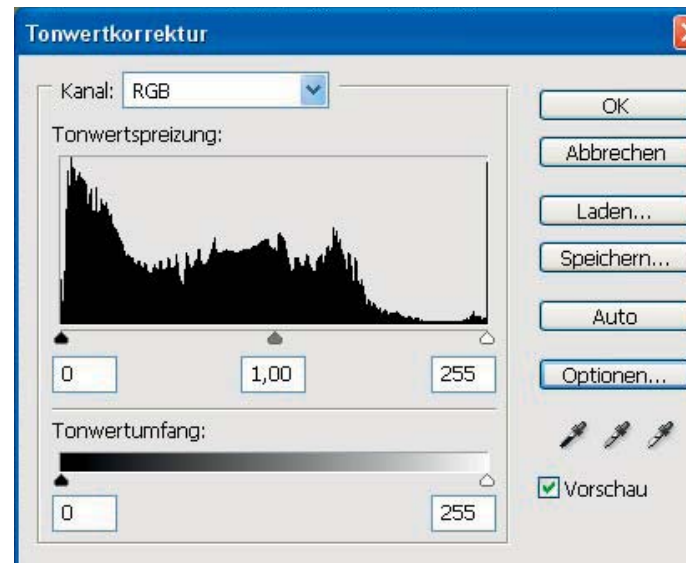 Tonwertkorrektur
Kanal: RGB
Tonwertspreizung:
0 1,00 255
Tonwertumfang:
0 255
OK
Abbrechen
Laden...
Speichern...
Auto
Optionen...
Vorschau